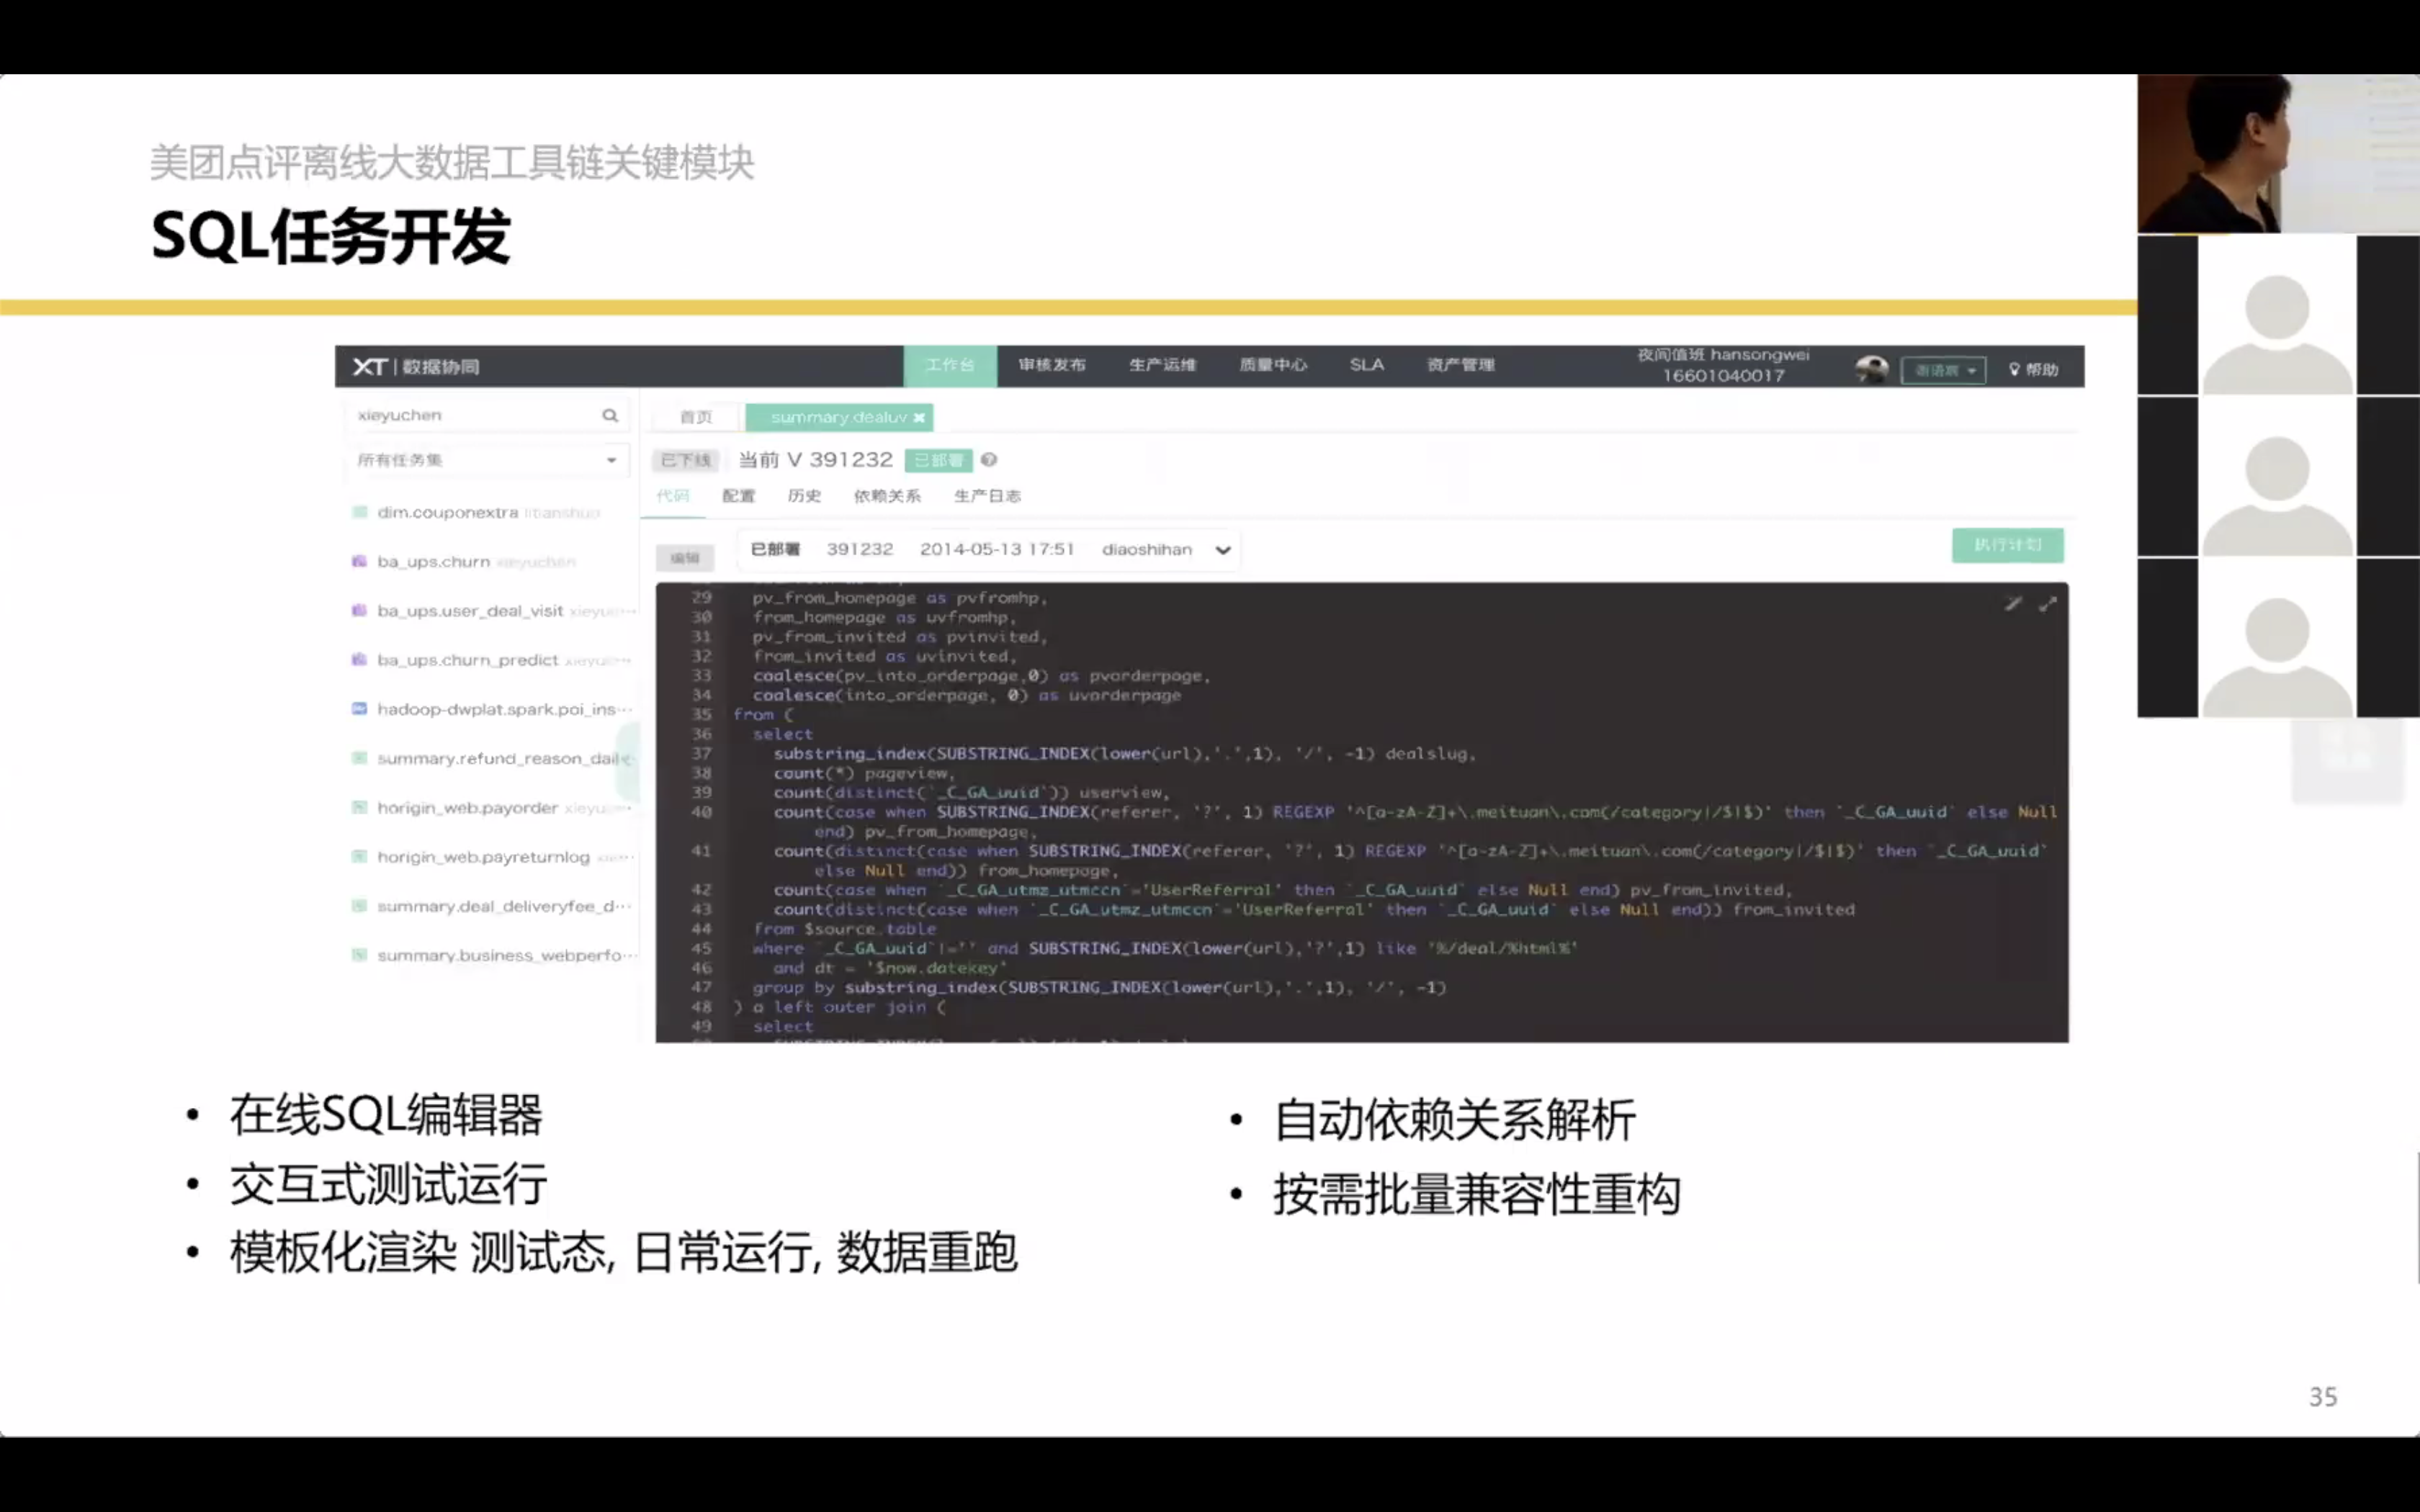 美团点评离线大数据工具链关键模块
SQL任务开发
XT | 数据协同
工作台 审核发布 生产运维 质量中心 SLA 资产管理
夜间值班 hansongwei
16601040017
帮助
xieyuchen
首页 summary.dealuv
所有任务集
已下线 当前 V 391232 已部署
代码 配置 历史 依赖关系 生产日志
编辑 已部署 391232 2014-05-13 17:51 diaoshihan
执行计划
dim.couponextra litianshuo
ba_ups.churn xieyuchen
ba_ups.user_deal_visit xieyu···
ba_ups.churn_predict xieyu···
hadoop-dwplat.spark.poi_ins···
summary.refund_reason_dail
horigin_web.payorder xieyu···
horigin_web.payreturnlog
summary.deal_deliveryfee_d···
summary.business_webperfo···
29 pv_from_homepage as pvfromhp,
30 from_homepage as uvfromhp,
31 pv_from_invited as pvinvited,
32 from_invited as uvinvited,
33 coalesce(pv_into_orderpage,0) as pvorderpage,
34 coalesce(into_orderpage, 0) as uvorderpage
35 from (
36 select
37 substring_index(SUBSTRING_INDEX(lower(url),'.',1), '/', -1) dealslug,
38 count(*) pageview,
39 count(distinct(`_C_GA_uuid`)) userview,
40 count(case when SUBSTRING_INDEX(referer, '?', 1) REGEXP '^[a-zA-Z]+\.meituan\.com(/category|/$|$)' then `_C_GA_uuid` else Null
end) pv_from_homepage,
41 count(distinct(case when SUBSTRING_INDEX(referer, '?', 1) REGEXP '^[a-zA-Z]+\.meituan\.com(/category|/$|$)' then `_C_GA_uuid`
else Null end)) from_homepage,
42 count(case when `_C_GA_utmz_utmccn`='UserReferral' then `_C_GA_uuid` else Null end) pv_from_invited,
43 count(distinct(case when `_C_GA_utmz_utmccn`='UserReferral' then `_C_GA_uuid` else Null end)) from_invited
44 from $source.table
45 where `_C_GA_uuid`!='' and SUBSTRING_INDEX(lower(url),'?',1) like '%/deal/%html%'
46 and dt = '$now.datekey'
47 group by substring_index(SUBSTRING_INDEX(lower(url),'.',1), '/', -1)
48 ) a left outer join (
49 select
• 在线SQL编辑器
• 交互式测试运行
• 模板化渲染 测试态, 日常运行, 数据重跑
• 自动依赖关系解析
• 按需批量兼容性重构
35